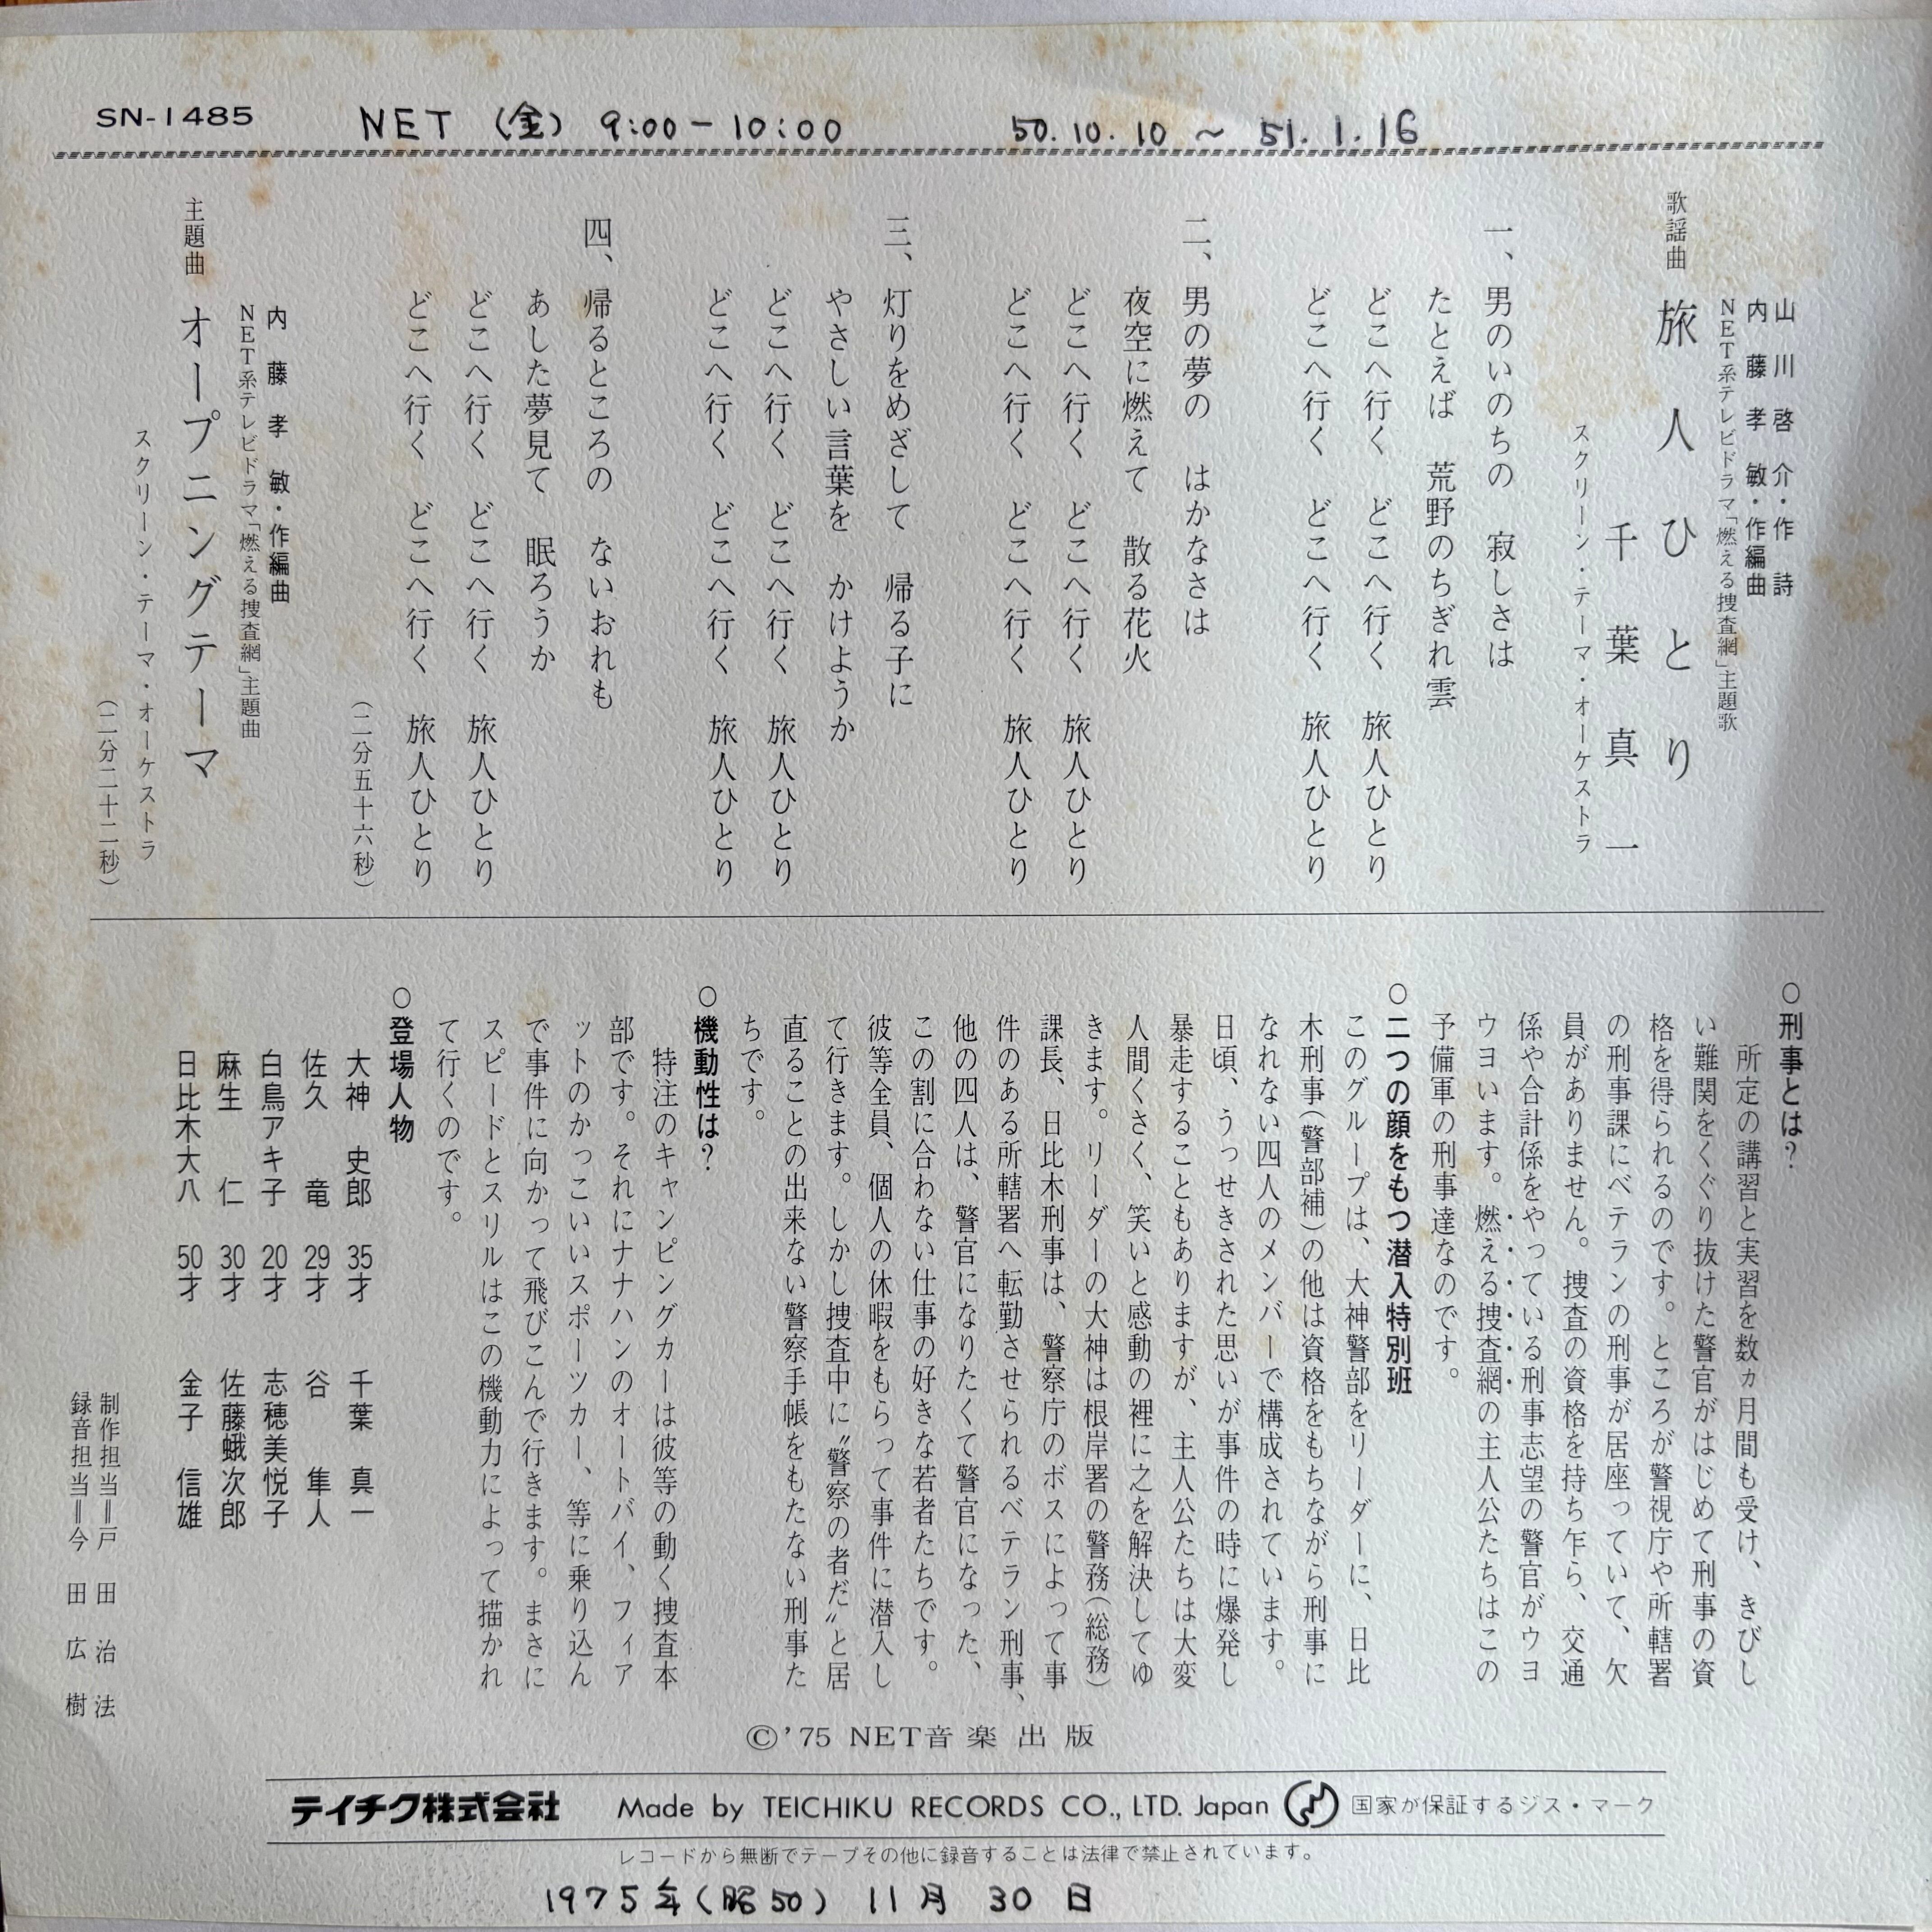 SN-1485
NET (金) 9:00-10:00 50.10.10 ~ 51.1.16
山川啓介・作詩
内藤孝敏・作編曲
NET系テレビドラマ「燃える捜査網」主題歌
歌謡曲 旅人ひとり
千葉真一
スクリーン・テーマ・オーケストラ
一、男のいのちの 寂しさは
たとえば 荒野のちぎれ雲
どこへ行く どこへ行く 旅人ひとり
どこへ行く どこへ行く 旅人ひとり
二、男の夢の はかなさは
夜空に燃えて 散る花火
どこへ行く どこへ行く 旅人ひとり
どこへ行く どこへ行く 旅人ひとり
三、灯りをめざして 帰る子に
やさしい言葉を かけようか
どこへ行く どこへ行く 旅人ひとり
どこへ行く どこへ行く 旅人ひとり
四、帰るところの ないおれも
あした夢見て 眠ろうか
どこへ行く どこへ行く 旅人ひとり
どこへ行く どこへ行く 旅人ひとり
(二分五十六秒)
内藤孝敏・作編曲
NET系テレビドラマ「燃える捜査網」主題曲
主題曲 オープニングテーマ
スクリーン・テーマ・オーケストラ
(二分二十二秒)
○刑事とは?
所定の講習と実習を数ヵ月間も受け、きびし
い難関をくぐり抜けた警官がはじめて刑事の資
格を得られるのです。ところが警視庁や所轄署
の刑事課にベテランの刑事が居座っていて、欠
員がありません。捜査の資格を持ち乍ら、交通
係や合計係をやっている刑事志望の警官がウヨ
ウヨいます。燃える捜査網の主人公たちはこの
予備軍の刑事達なのです。
○二つの顔をもつ潜入特別班
このグループは、大神警部をリーダーに、日比
木刑事(警部補)の他は資格をもちながら刑事に
なれない四人のメンバーで構成されています。
日頃、うっせきされた思いが事件の時に爆発し
暴走することもありますが、主人公たちは大変
人間くさく、笑いと感動の裡に之を解決してゆ
きます。リーダーの大神は根岸署の警務(総務)
課長、日比木刑事は、警察庁のボスによって事
件のある所轄署へ転勤させられるベテラン刑事、
他の四人は、警官になりたくて警官になった、
この割に合わない仕事の好きな若者たちです。
彼等全員、個人の休暇をもらって事件に潜入し
て行きます。しかし捜査中に〝警察の者だ〟と居
直ることの出来ない警察手帳をもたない刑事た
ちです。
○機動性は?
特注のキャンピングカーは彼等の動く捜査本
部です。それにナナハンのオートバイ、フィア
ットのかっこいいスポーツカー、等に乗り込ん
で事件に向かって飛びこんで行きます。まさに
スピードとスリルはこの機動力によって描かれ
て行くのです。
○登場人物
大神 史郎 35才 千葉 真一
佐久 竜 29才 谷 隼人
白鳥アキ子 20才 志穂美悦子
麻生 仁 30才 佐藤蛾次郎
日比木大八 50才 金子 信雄
制作担当=戸田治法
録音担当=今田広樹
©'75 NET音楽出版
テイチク株式会社 Made by TEICHIKU RECORDS CO., LTD. Japan 国家が保証するジス・マーク
レコードから無断でテープその他に録音することは法律で禁止されています。
1975年(昭50) 11月 30日